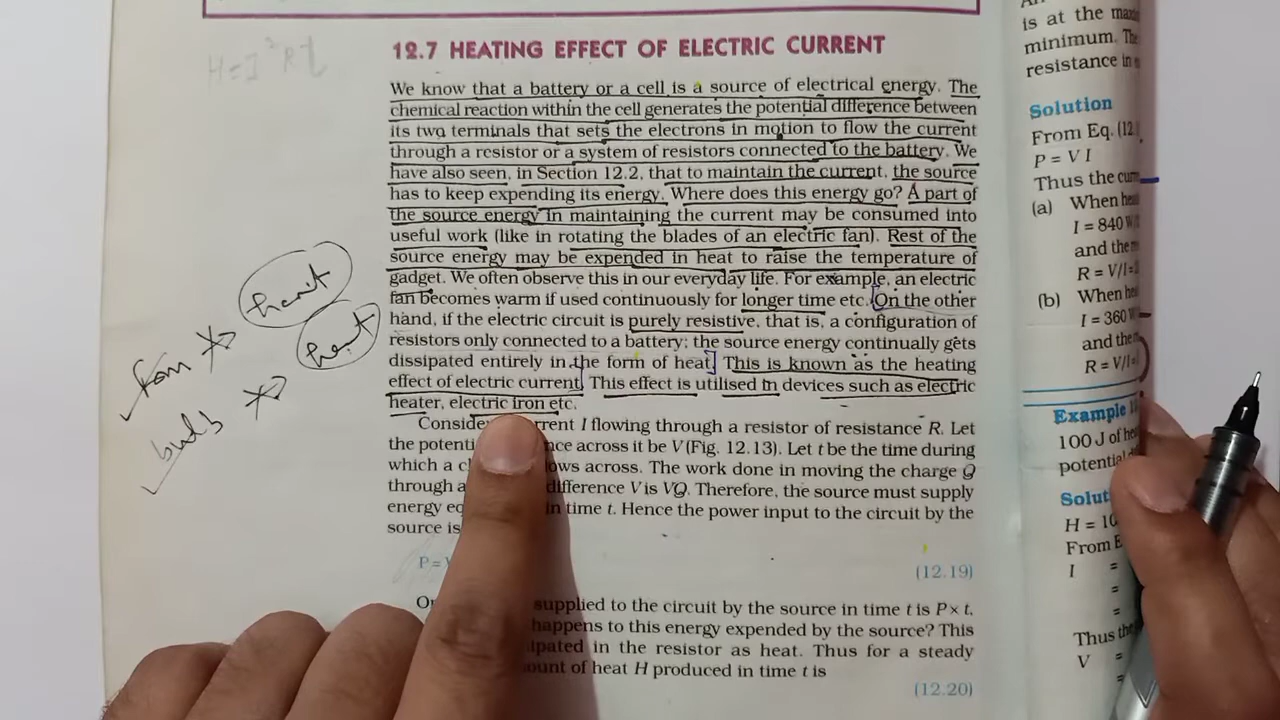 H=I²Rt
12.7 HEATING EFFECT OF ELECTRIC CURRENT
We know that a battery or a cell is a source of electrical energy. The
chemical reaction within the cell generates the potential difference between
its two terminals that sets the electrons in motion to flow the current
through a resistor or a system of resistors connected to the battery. We
have also seen, in Section 12.2, that to maintain the current, the source
has to keep expending its energy. Where does this energy go? A part of
the source energy in maintaining the current may be consumed into
useful work (like in rotating the blades of an electric fan). Rest of the
source energy may be expended in heat to raise the temperature of
gadget. We often observe this in our everyday life. For example, an electric
fan becomes warm if used continuously for longer time etc. On the other
hand, if the electric circuit is purely resistive, that is, a configuration of
resistors only connected to a battery; the source energy continually gets
dissipated entirely in the form of heat. This is known as the heating
effect of electric current. This effect is utilised in devices such as electric
heater, electric iron etc.
heat
heat
Consider rrent I flowing through a resistor of resistance R. Let
the potenti nce across it be V (Fig. 12.13). Let t be the time during
which a c ows across. The work done in moving the charge Q
through a difference V is VQ. Therefore, the source must supply
energy eq in time t. Hence the power input to the circuit by the
source is
P=
(12.19)
supplied to the circuit by the source in time t is P× t.
happens to this energy expended by the source? This
ipated in the resistor as heat. Thus for a steady
ount of heat H produced in time t is
(12.20)
is at the
minimum.
resistance in
Solution
From Eq. (12.
P = V I
Thus the
(a) When
I = 840 W
and the
R = V/I=
(b) When
I = 360 W
and the
R = V/I=
Example
100 J of
Solut
H = 10
From E
I =
=
=
Thus the
V =
=